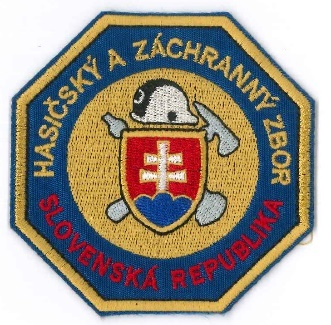 HASIČSKÝ A ZÁCHRANNÝ ZBOR
SLOVENSKÁ REPUBLIKA